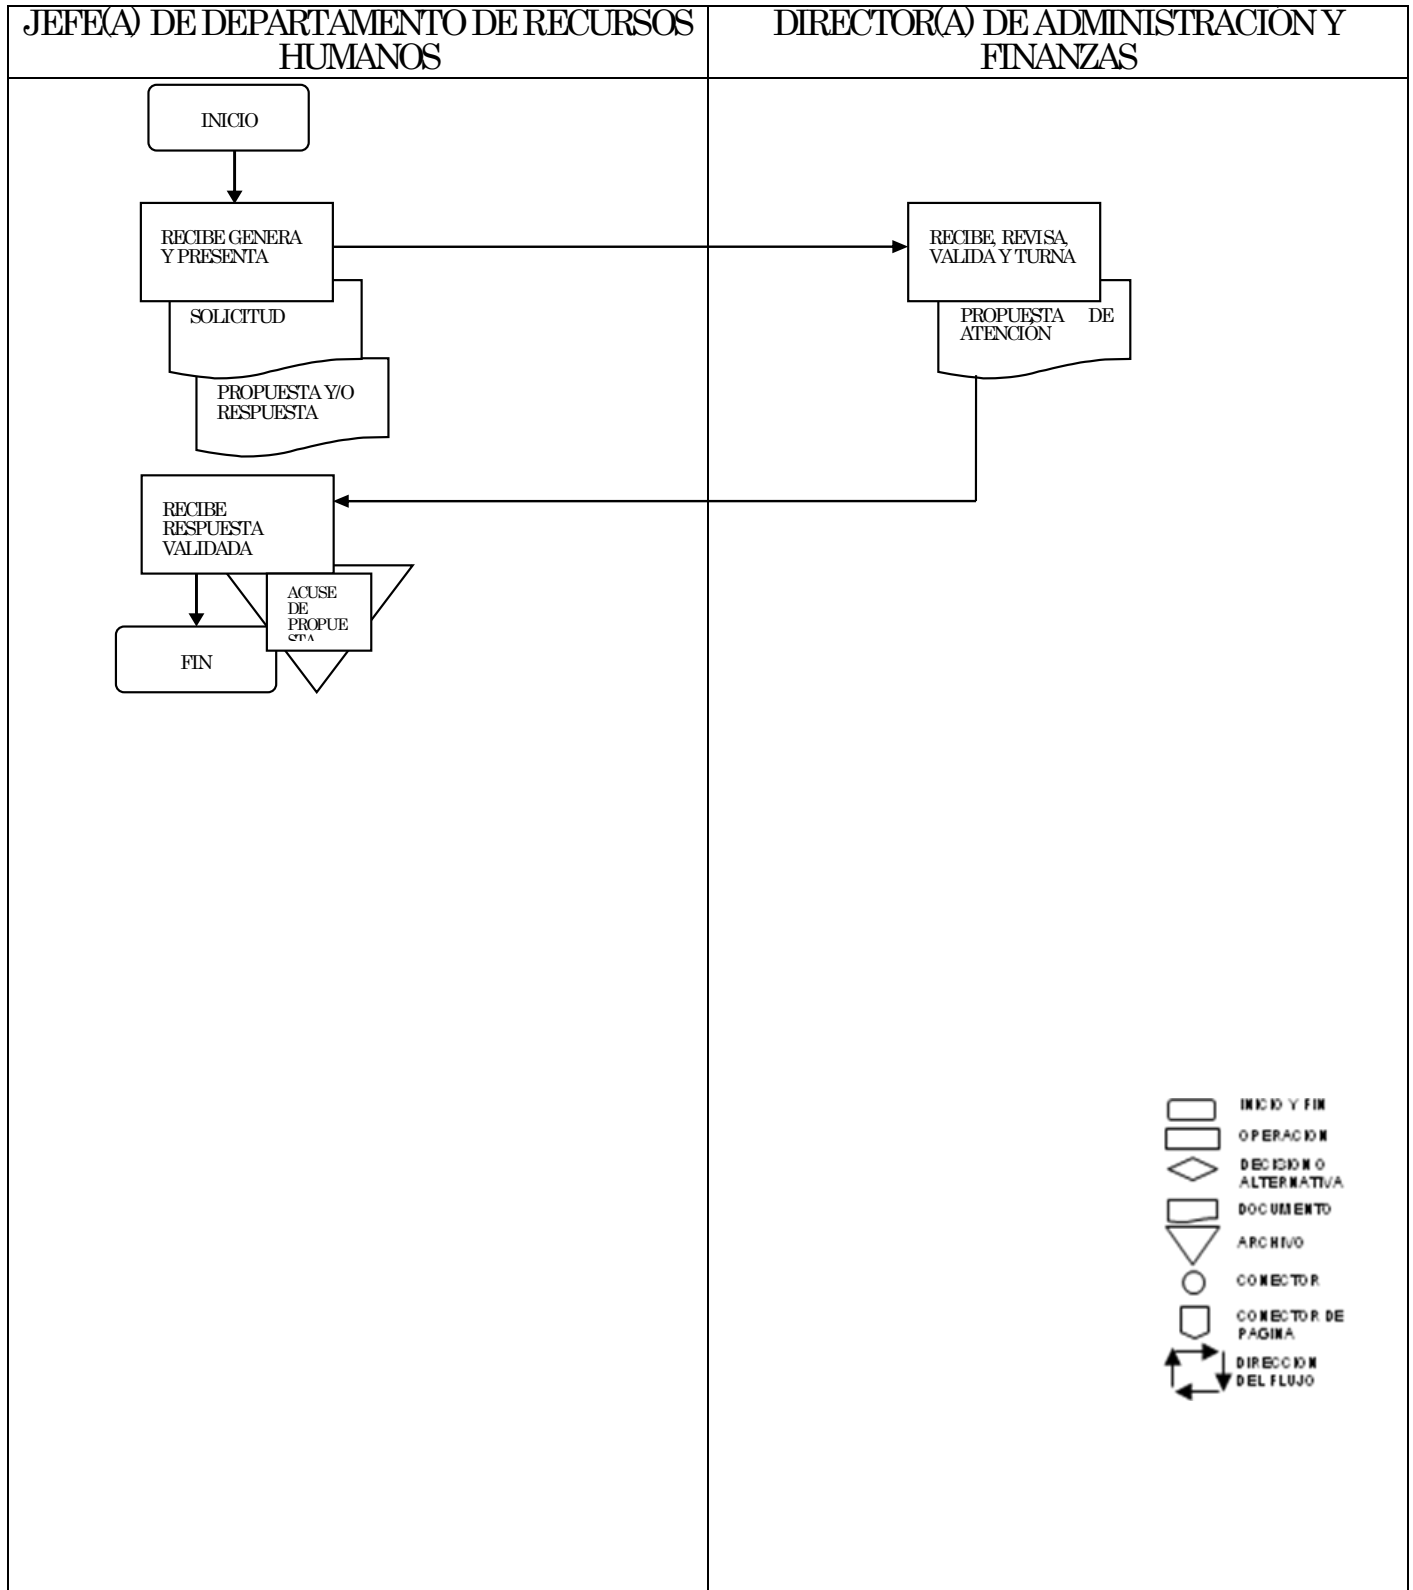 JEFE(A) DE DEPARTAMENTO DE RECURSOS
HUMANOS
DIRECTOR(A) DE ADMINISTRACIÓN Y
FINANZAS
INICIO
RECIBE GENERA
Y PRESENTA
RECIBE, REVISA,
VALIDA Y TURNA
SOLICITUD
PROPUESTA DE
ATENCIÓN
PROPUESTA Y/O
RESPUESTA
RECIBE
RESPUESTA
VALIDADA
ACUSE
DE
PROPUE
STA
FIN
INICIO Y FIN
OPERACION
DECISION O
ALTERNATIVA
DOCUMENTO
ARCHIVO
CONECTOR
CONECTOR DE
PAGINA
DIRECCION
DEL FLUJO